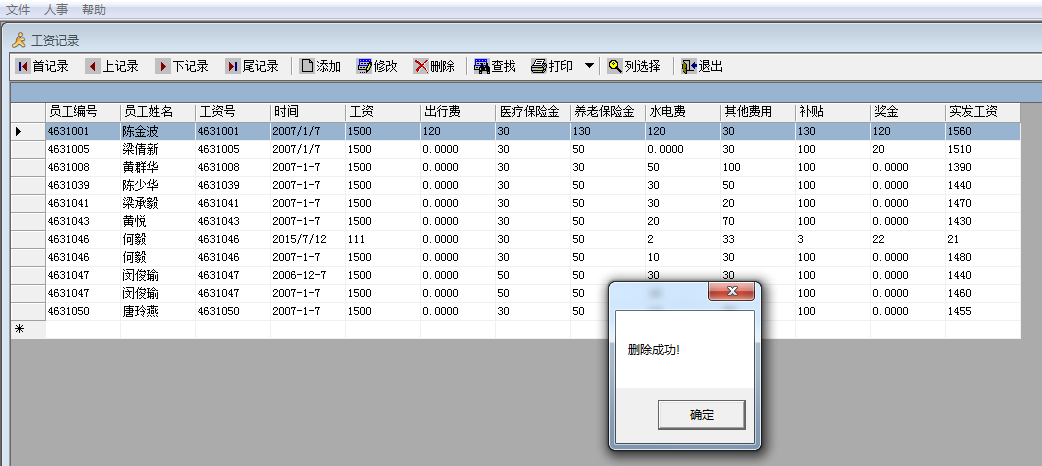 文件 人事 帮助
工资记录
首记录 上记录 下记录 尾记录 添加 修改 删除 查找 打印 列选择 退出
员工编号 员工姓名 工资号 时间 工资 出行费 医疗保险金 养老保险金 水电费 其他费用 补贴 奖金 实发工资
4631001 陈金波 4631001 2007/1/7 1500 120 30 130 120 30 130 120 1560
4631005 梁倩新 4631005 2007/1/7 1500 0.0000 30 50 0.0000 30 100 20 1510
4631008 黄群华 4631008 2007-1-7 1500 0.0000 30 30 50 100 100 0.0000 1390
4631039 陈少华 4631039 2007-1-7 1500 0.0000 30 50 30 50 100 0.0000 1440
4631041 梁承毅 4631041 2007-1-7 1500 0.0000 30 50 30 20 100 0.0000 1470
4631043 黄悦 4631043 2007-1-7 1500 0.0000 30 50 20 70 100 0.0000 1430
4631046 何毅 4631046 2015/7/12 111 0.0000 30 50 2 33 3 22 21
4631046 何毅 4631046 2007-1-7 1500 0.0000 30 50 10 30 100 0.0000 1480
4631047 闵俊瑜 4631047 2006-12-7 1500 0.0000 50 50 30 30 100 0.0000 1440
4631047 闵俊瑜 4631047 2007-1-7 1500 0.0000 50 50 100 0.0000 1460
4631050 唐玲燕 4631050 2007-1-7 1500 0.0000 30 50 100 0.0000 1455
删除成功!
确定